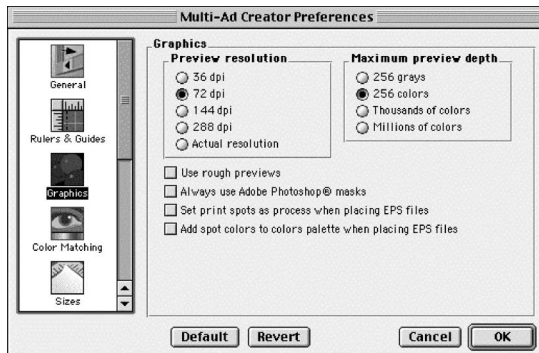 Multi-Ad Creator Preferences
General
Rulers & Guides
Graphics
Color Matching
Sizes
Graphics
Preview resolution
36 dpi
72 dpi
144 dpi
288 dpi
Actual resolution
Maximum preview depth
256 grays
256 colors
Thousands of colors
Millions of colors
Use rough previews
Always use Adobe Photoshop® masks
Set print spots as process when placing EPS files
Add spot colors to colors palette when placing EPS files
Default
Revert
Cancel
OK